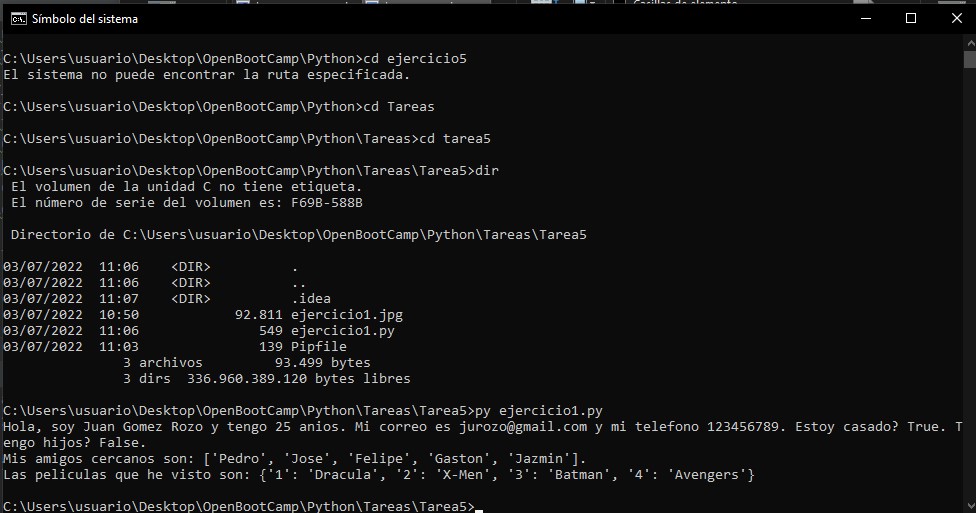 Casillas de elemento
Símbolo del sistema
C:\Users\usuario\Desktop\OpenBootCamp\Python>cd ejercicio5
El sistema no puede encontrar la ruta especificada.
C:\Users\usuario\Desktop\OpenBootCamp\Python>cd Tareas
C:\Users\usuario\Desktop\OpenBootCamp\Python\Tareas>cd tarea5
C:\Users\usuario\Desktop\OpenBootCamp\Python\Tareas\Tarea5>dir
 El volumen de la unidad C no tiene etiqueta.
 El número de serie del volumen es: F69B-588B
 Directorio de C:\Users\usuario\Desktop\OpenBootCamp\Python\Tareas\Tarea5
03/07/2022  11:06    <DIR>          .
03/07/2022  11:06    <DIR>          ..
03/07/2022  11:07    <DIR>          .idea
03/07/2022  10:50            92.811 ejercicio1.jpg
03/07/2022  11:06               549 ejercicio1.py
03/07/2022  11:03               139 Pipfile
               3 archivos         93.499 bytes
               3 dirs  336.960.389.120 bytes libres
C:\Users\usuario\Desktop\OpenBootCamp\Python\Tareas\Tarea5>py ejercicio1.py
Hola, soy Juan Gomez Rozo y tengo 25 anios. Mi correo es jurozo@gmail.com y mi telefono 123456789. Estoy casado? True. T
engo hijos? False.
Mis amigos cercanos son: ['Pedro', 'Jose', 'Felipe', 'Gaston', 'Jazmin'].
Las peliculas que he visto son: {'1': 'Dracula', '2': 'X-Men', '3': 'Batman', '4': 'Avengers'}
C:\Users\usuario\Desktop\OpenBootCamp\Python\Tareas\Tarea5>